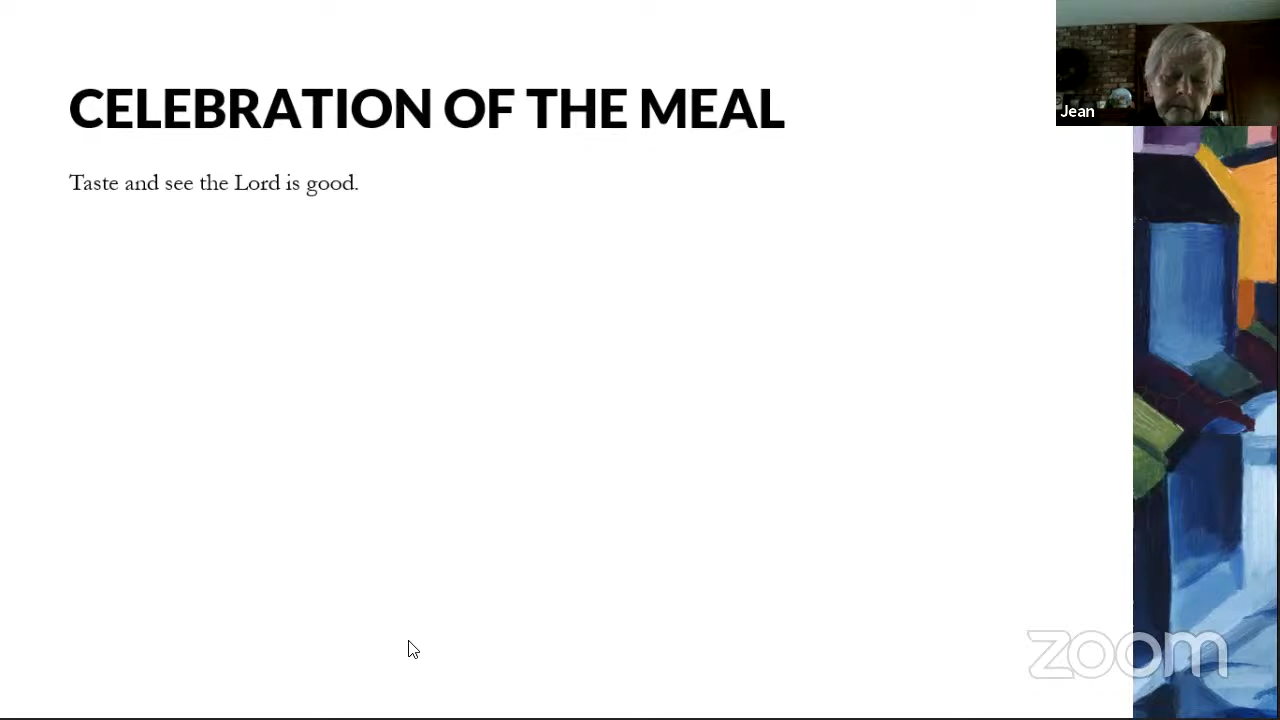 CELEBRATION OF THE MEAL
Taste and see the Lord is good.
Jean
zoom